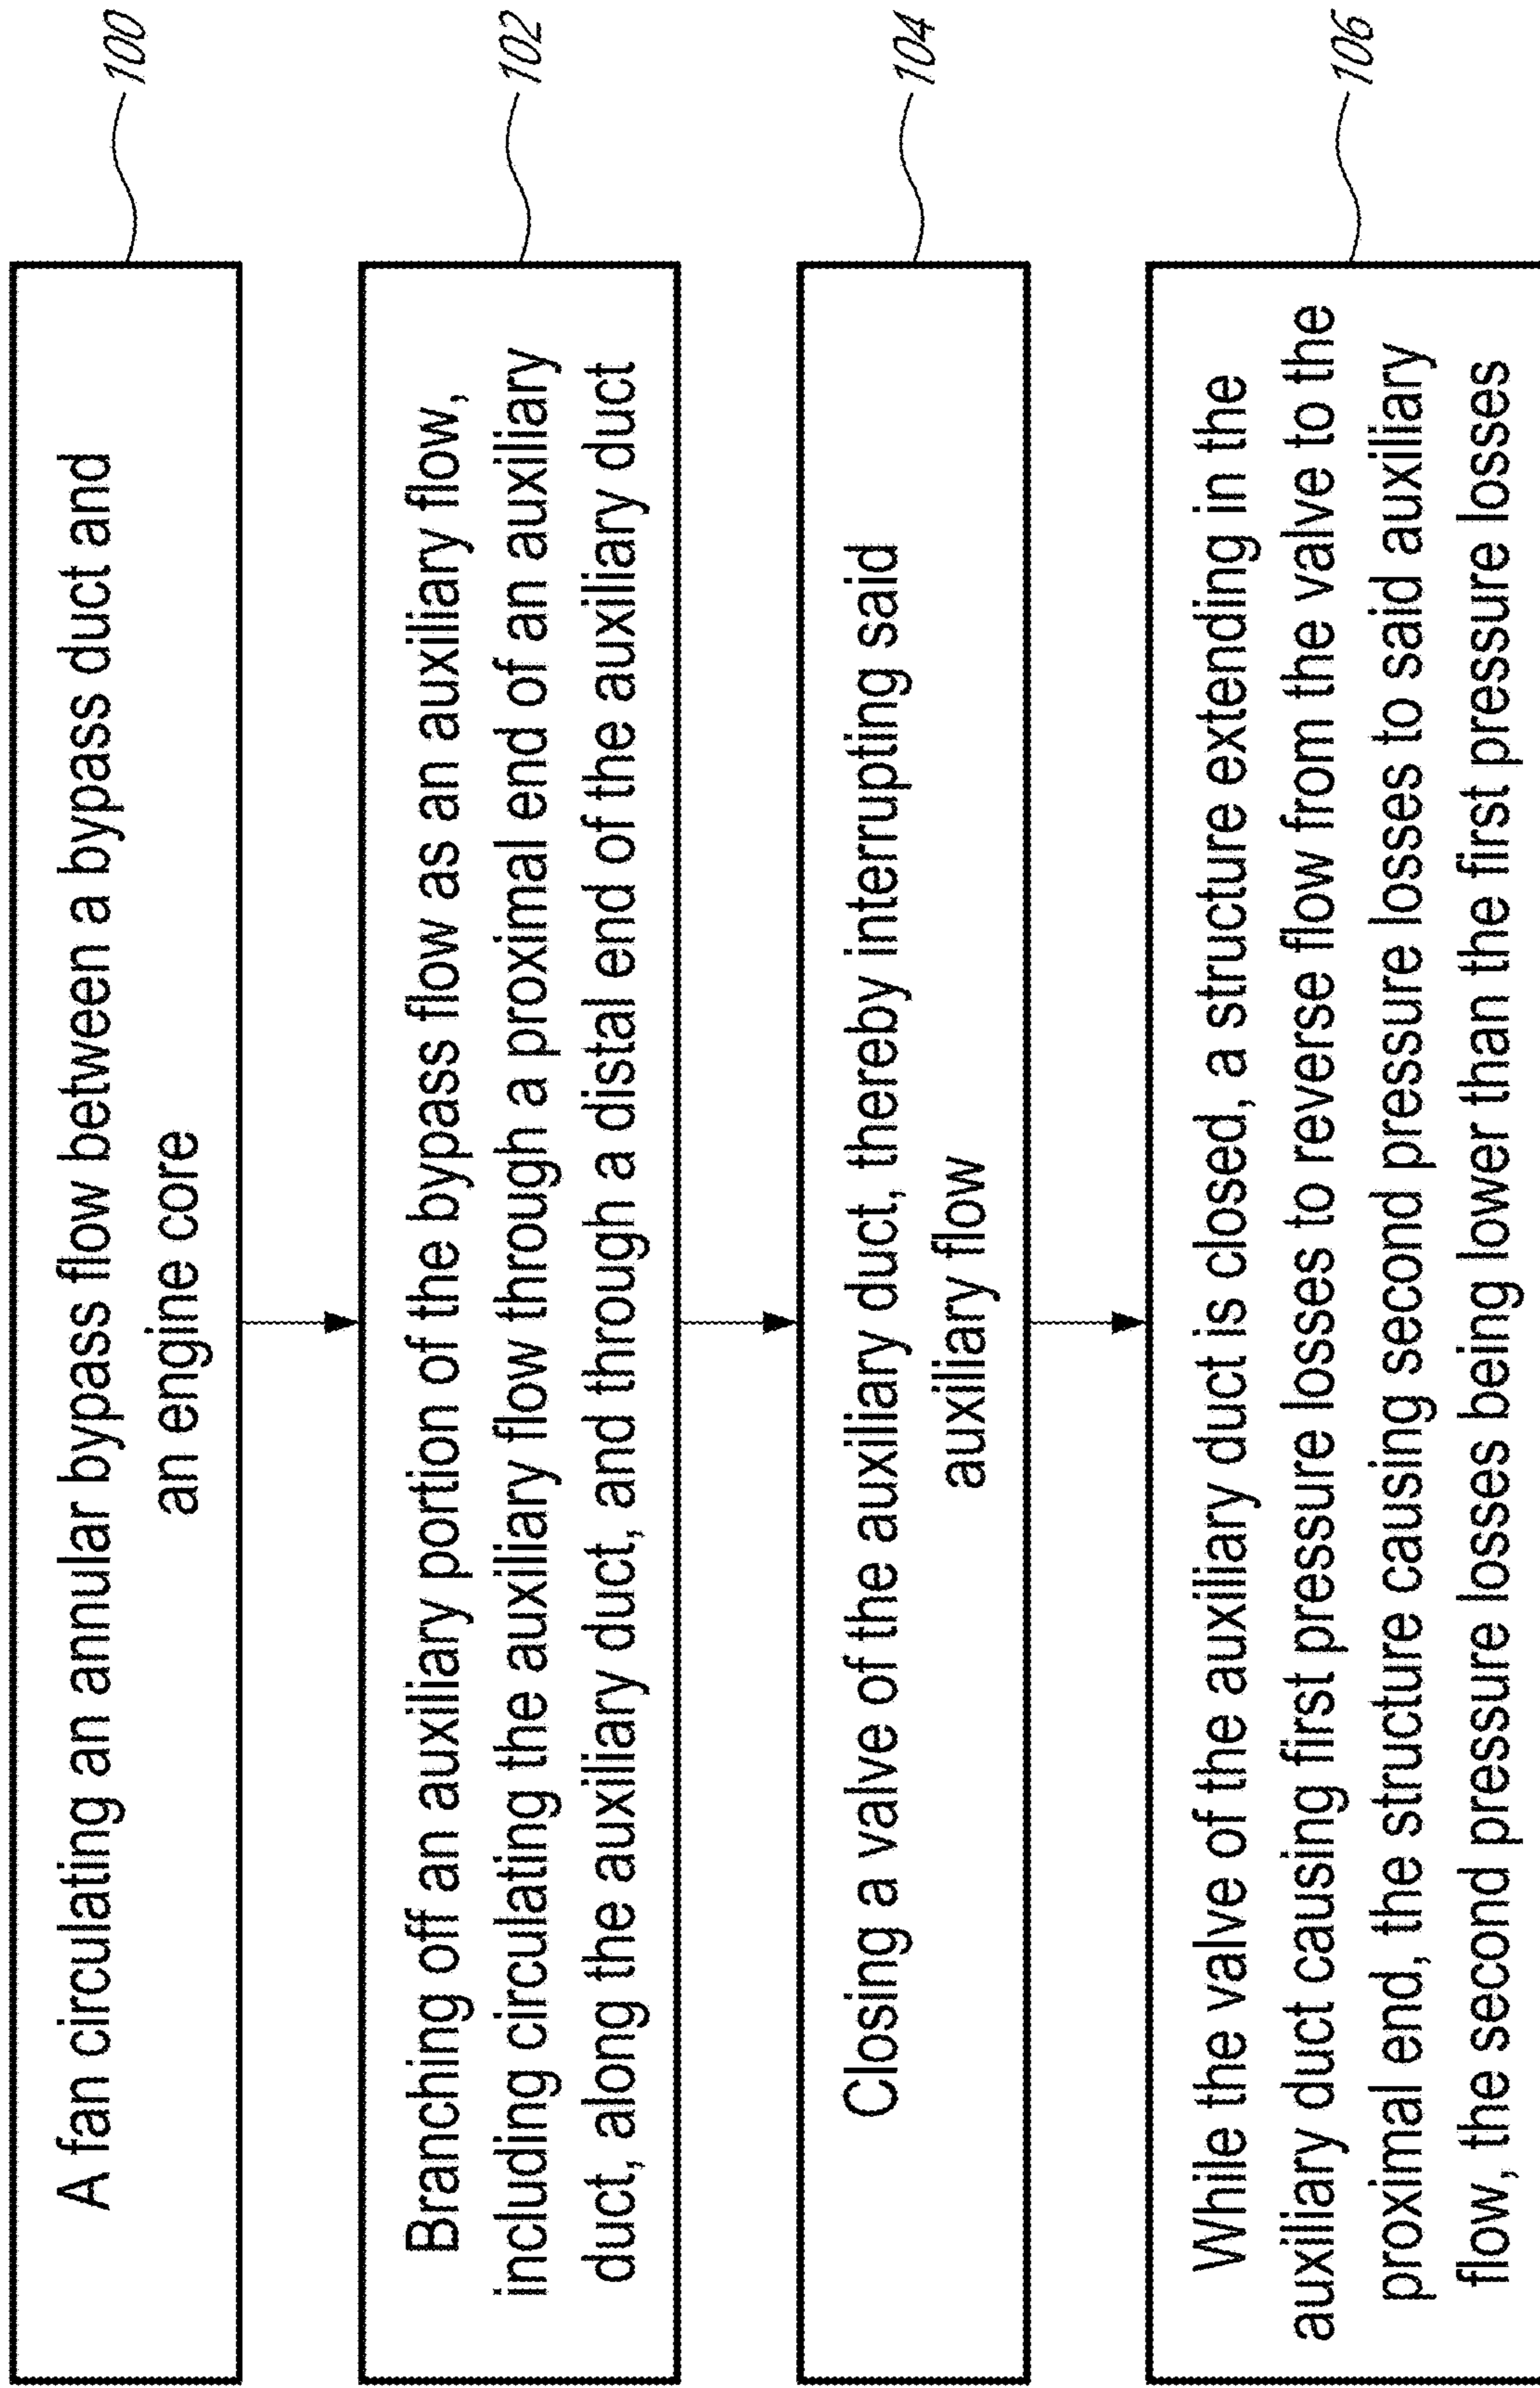 A fan circulating an annular bypass flow between a bypass duct and
an engine core
100
Branching off an auxiliary portion of the bypass flow as an auxiliary flow,
including circulating the auxiliary flow through a proximal end of an auxiliary
duct, along the auxiliary duct, and through a distal end of the auxiliary duct
102
Closing a valve of the auxiliary duct, thereby interrupting said
auxiliary flow
104
While the valve of the auxiliary duct is closed, a structure extending in the
auxiliary duct causing first pressure losses to reverse flow from the valve to the
proximal end, the structure causing second pressure losses to said auxiliary
flow, the second pressure losses being lower than the first pressure losses
106